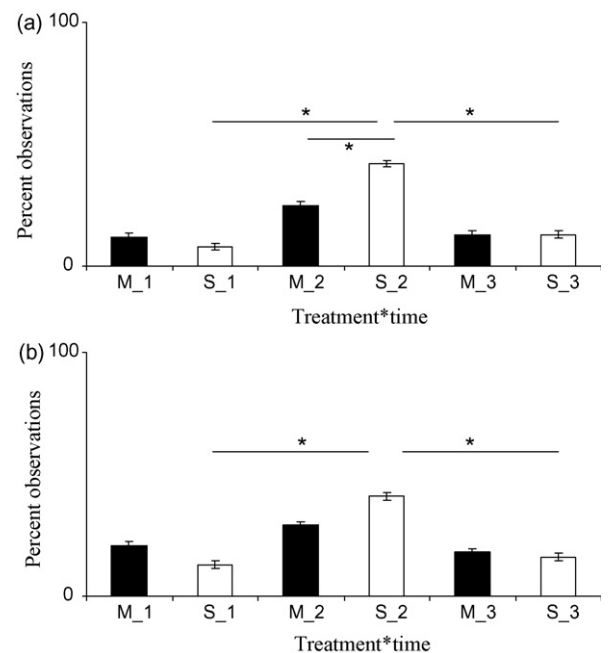 (a)
100
Percent observations
* *
*
0
M_1 S_1 M_2 S_2 M_3 S_3
Treatment*time
(b)
100
Percent observations
* *
0
M_1 S_1 M_2 S_2 M_3 S_3
Treatment*time